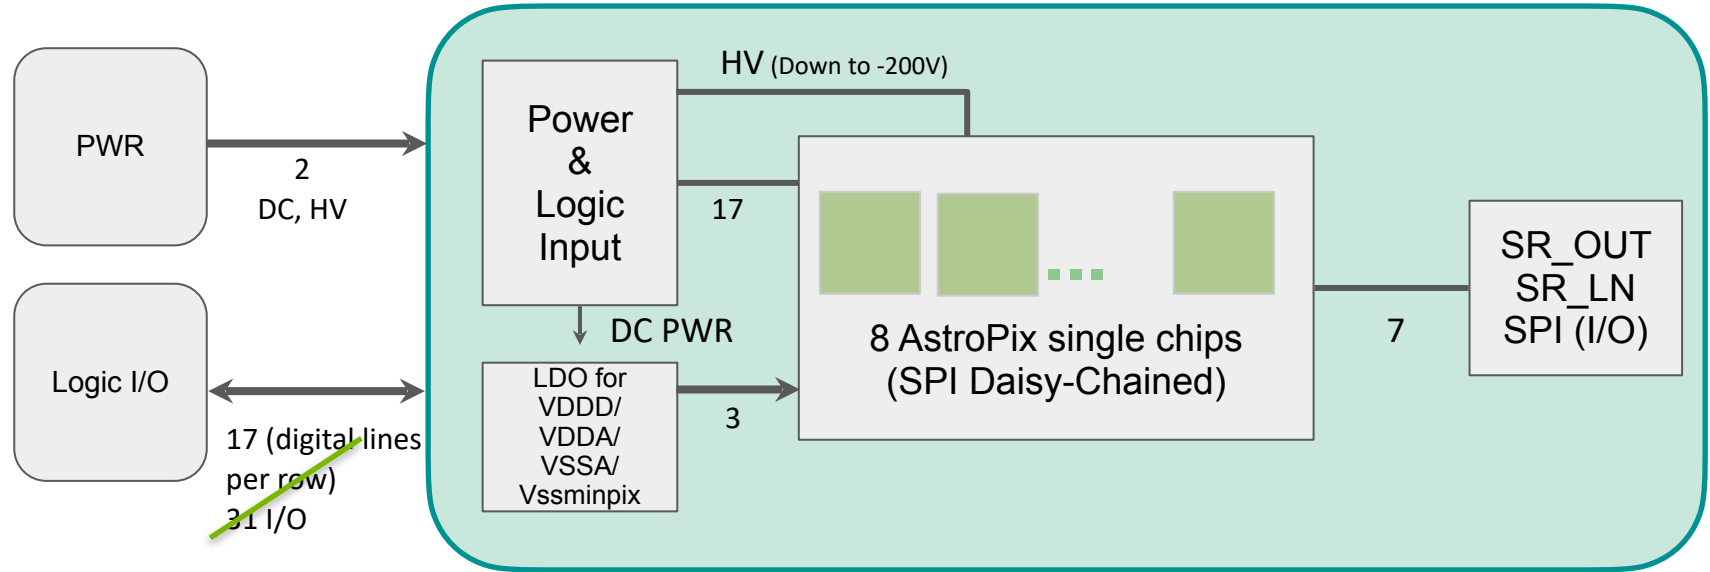 PWR
2
DC, HV
Logic I/O
17 (digital lines
per row)
31 I/O
Power
&
Logic
Input
HV (Down to -200V)
17
DC PWR
LDO for
VDDD/
VDDA/
VSSA/
Vssminpix
3
8 AstroPix single chips
(SPI Daisy-Chained)
7
SR_OUT
SR_LN
SPI (I/O)